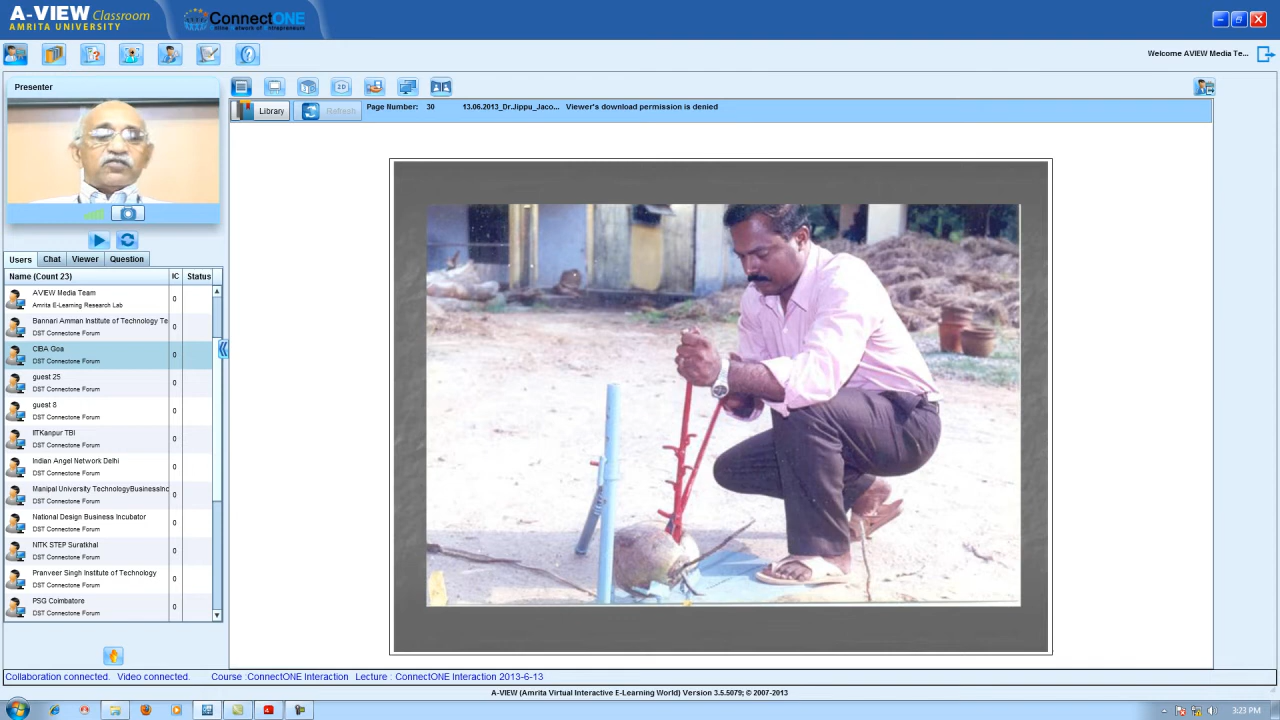 A-VIEW Classroom
AMRITA UNIVERSITY
ConnectONE
Welcome AVIEW Media Te...
Presenter
Library
Refresh
Page Number: 30
13.06.2013_Dr.Jippu_Jaco...
Viewer's download permission is denied
2D
Users
Chat
Viewer
Question
Name (Count 23)
IC
Status
AVIEW Media Team
Amrita E-Learning Research Lab
0
Bannari Amman Institute of Technology Te
DST Connectone Forum
0
CIBA Goa
DST Connectone Forum
0
guest 25
DST Connectone Forum
0
guest 8
DST Connectone Forum
0
IITKanpur TBI
DST Connectone Forum
0
Indian Angel Network Delhi
DST Connectone Forum
0
Manipal University TechnologyBusinessInc
DST Connectone Forum
0
National Design Business Incubator
DST Connectone Forum
0
NITK STEP Suratkhal
DST Connectone Forum
0
Pranveer Singh Institute of Technology
DST Connectone Forum
0
PSG Coimbatore
DST Connectone Forum
0
Collaboration connected. Video connected. Course :ConnectONE Interaction Lecture : ConnectONE Interaction 2013-6-13
A-VIEW (Amrita Virtual Interactive E-Learning World) Version 3.5.5079; © 2007-2013
3:23 PM